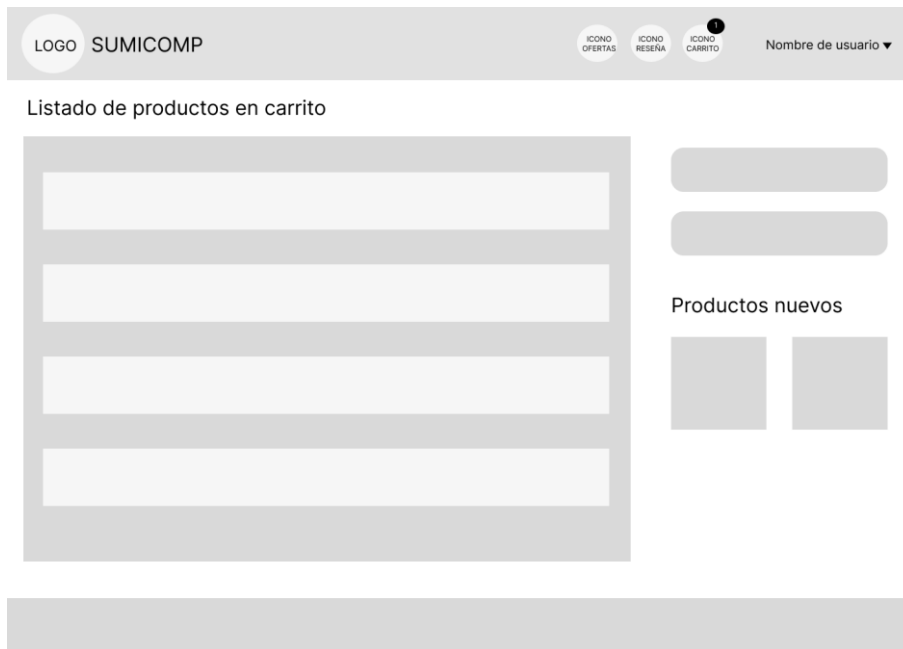 LOGO SUMICOMP
ICONO
OFERTAS
ICONO
RESEÑA
ICONO
CARRITO
1
Nombre de usuario ▼
Listado de productos en carrito
Productos nuevos